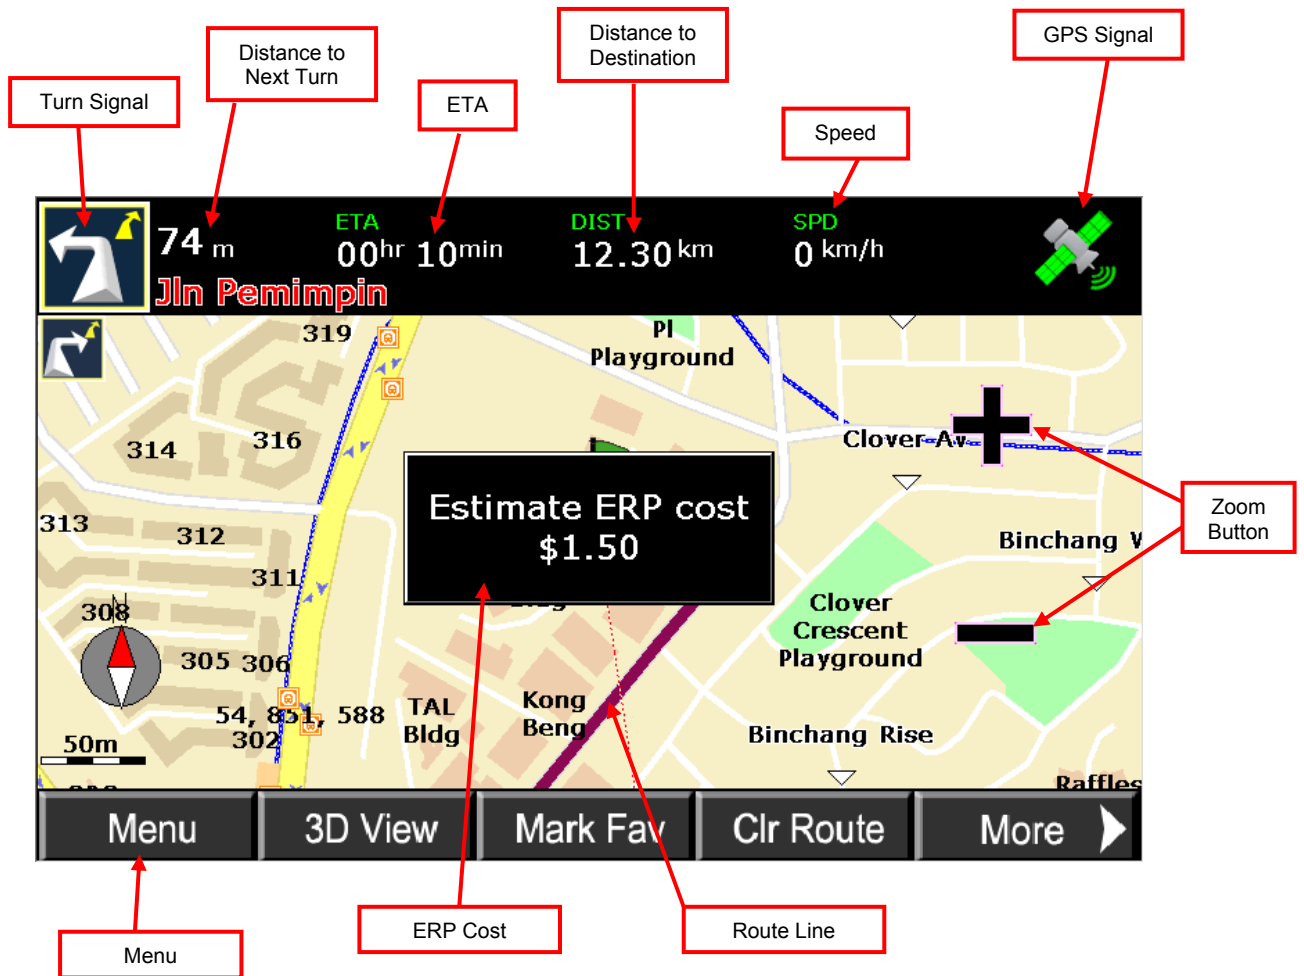 GPS Signal
Distance to
Destination
Distance to
Next Turn
Turn Signal
ETA
Speed
74 m
ETA
00hr 10min
DIST
12.30 km
SPD
0 km/h
Jln Pemimpin
319
Pl
Playground
314
316
Clover Av
313
312
311
Estimate ERP cost
$1.50
Zoom
Button
Binchang
N
308
305
306
Clover
Crescent
Playground
54, 851, 588
302
TAL
Bldg
Kong
Beng
Binchang Rise
50m
Raffles
Menu
3D View
Mark Fav
Clr Route
More
ERP Cost
Route Line
Menu